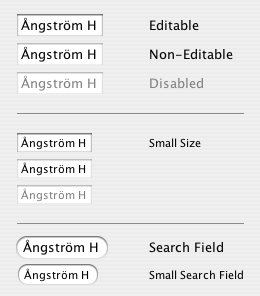 Ångström H Editable
Ångström H Non-Editable
Ångström H Disabled
Ångström H Small Size
Ångström H
Ångström H
Ångström H Search Field
Ångström H Small Search Field